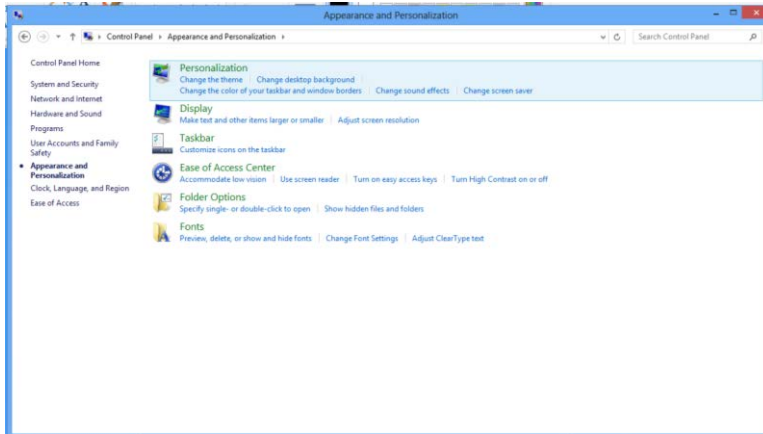 Appearance and Personalization
Control Panel Appearance and Personalization
Search Control Panel
Control Panel Home
System and Security
Network and Internet
Hardware and Sound
Programs
User Accounts and Family
Safety
Appearance and
Personalization
Clock, Language, and Region
Ease of Access
Personalization
Change the theme Change desktop background
Change the color of your taskbar and window borders Change sound effects Change screen saver
Display
Make text and other items larger or smaller Adjust screen resolution
Taskbar
Customize icons on the taskbar
Ease of Access Center
Accommodate low vision Use screen reader Turn on easy access keys Turn High Contrast on or off
Folder Options
Specify single- or double-click to open Show hidden files and folders
Fonts
Preview, delete, or show and hide fonts Change Font Settings Adjust ClearType text